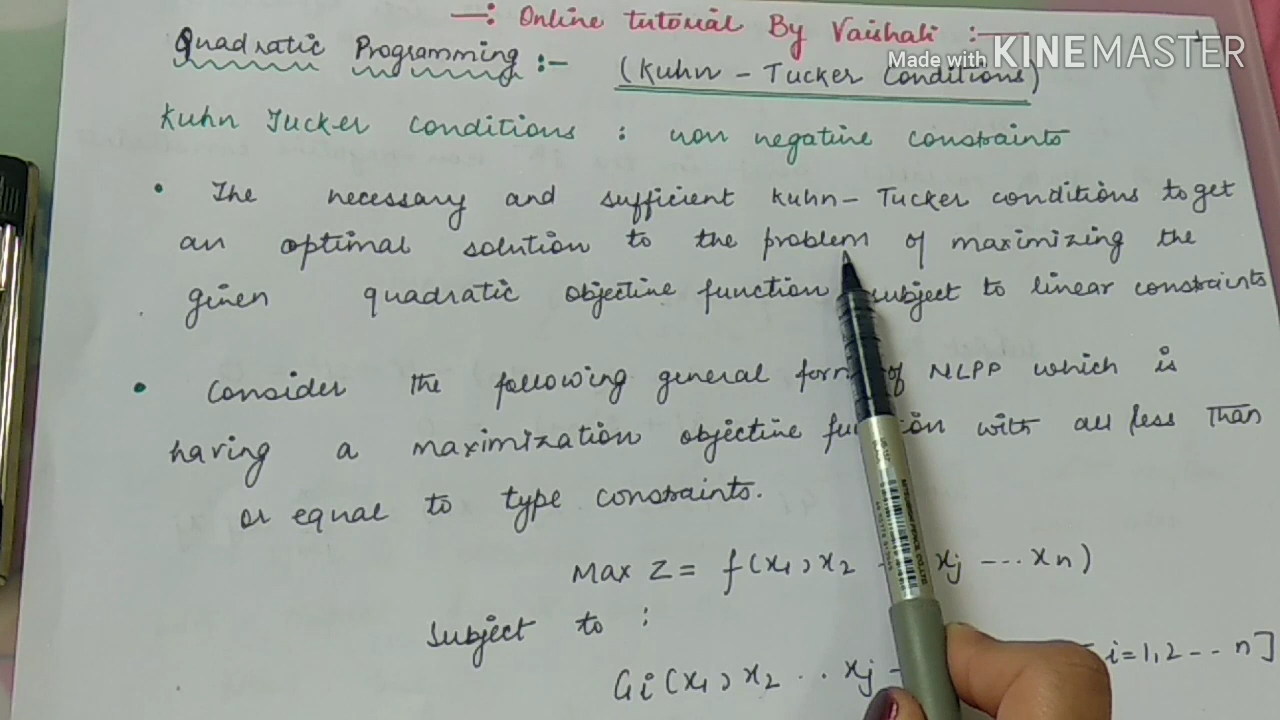 —: Online tutorial By Vaishali :—
Made with KINEMASTER
Quadratic Programming :-
(Kuhn - Tucker Conditions)
Kuhn Tucker conditions : non negative constraints
• The necessary and sufficient Kuhn - Tucker conditions to get
an optimal solution to the problem of maximizing the
given quadratic objective function subject to linear constraints
• Consider the following general form of NLPP which is
having a maximization objective function with all less than
or equal to type constraints.
Max Z = f(x1, x2 xj ... xn)
Subject to :
Gi(x1, x2 .. xj i=1,2--n]